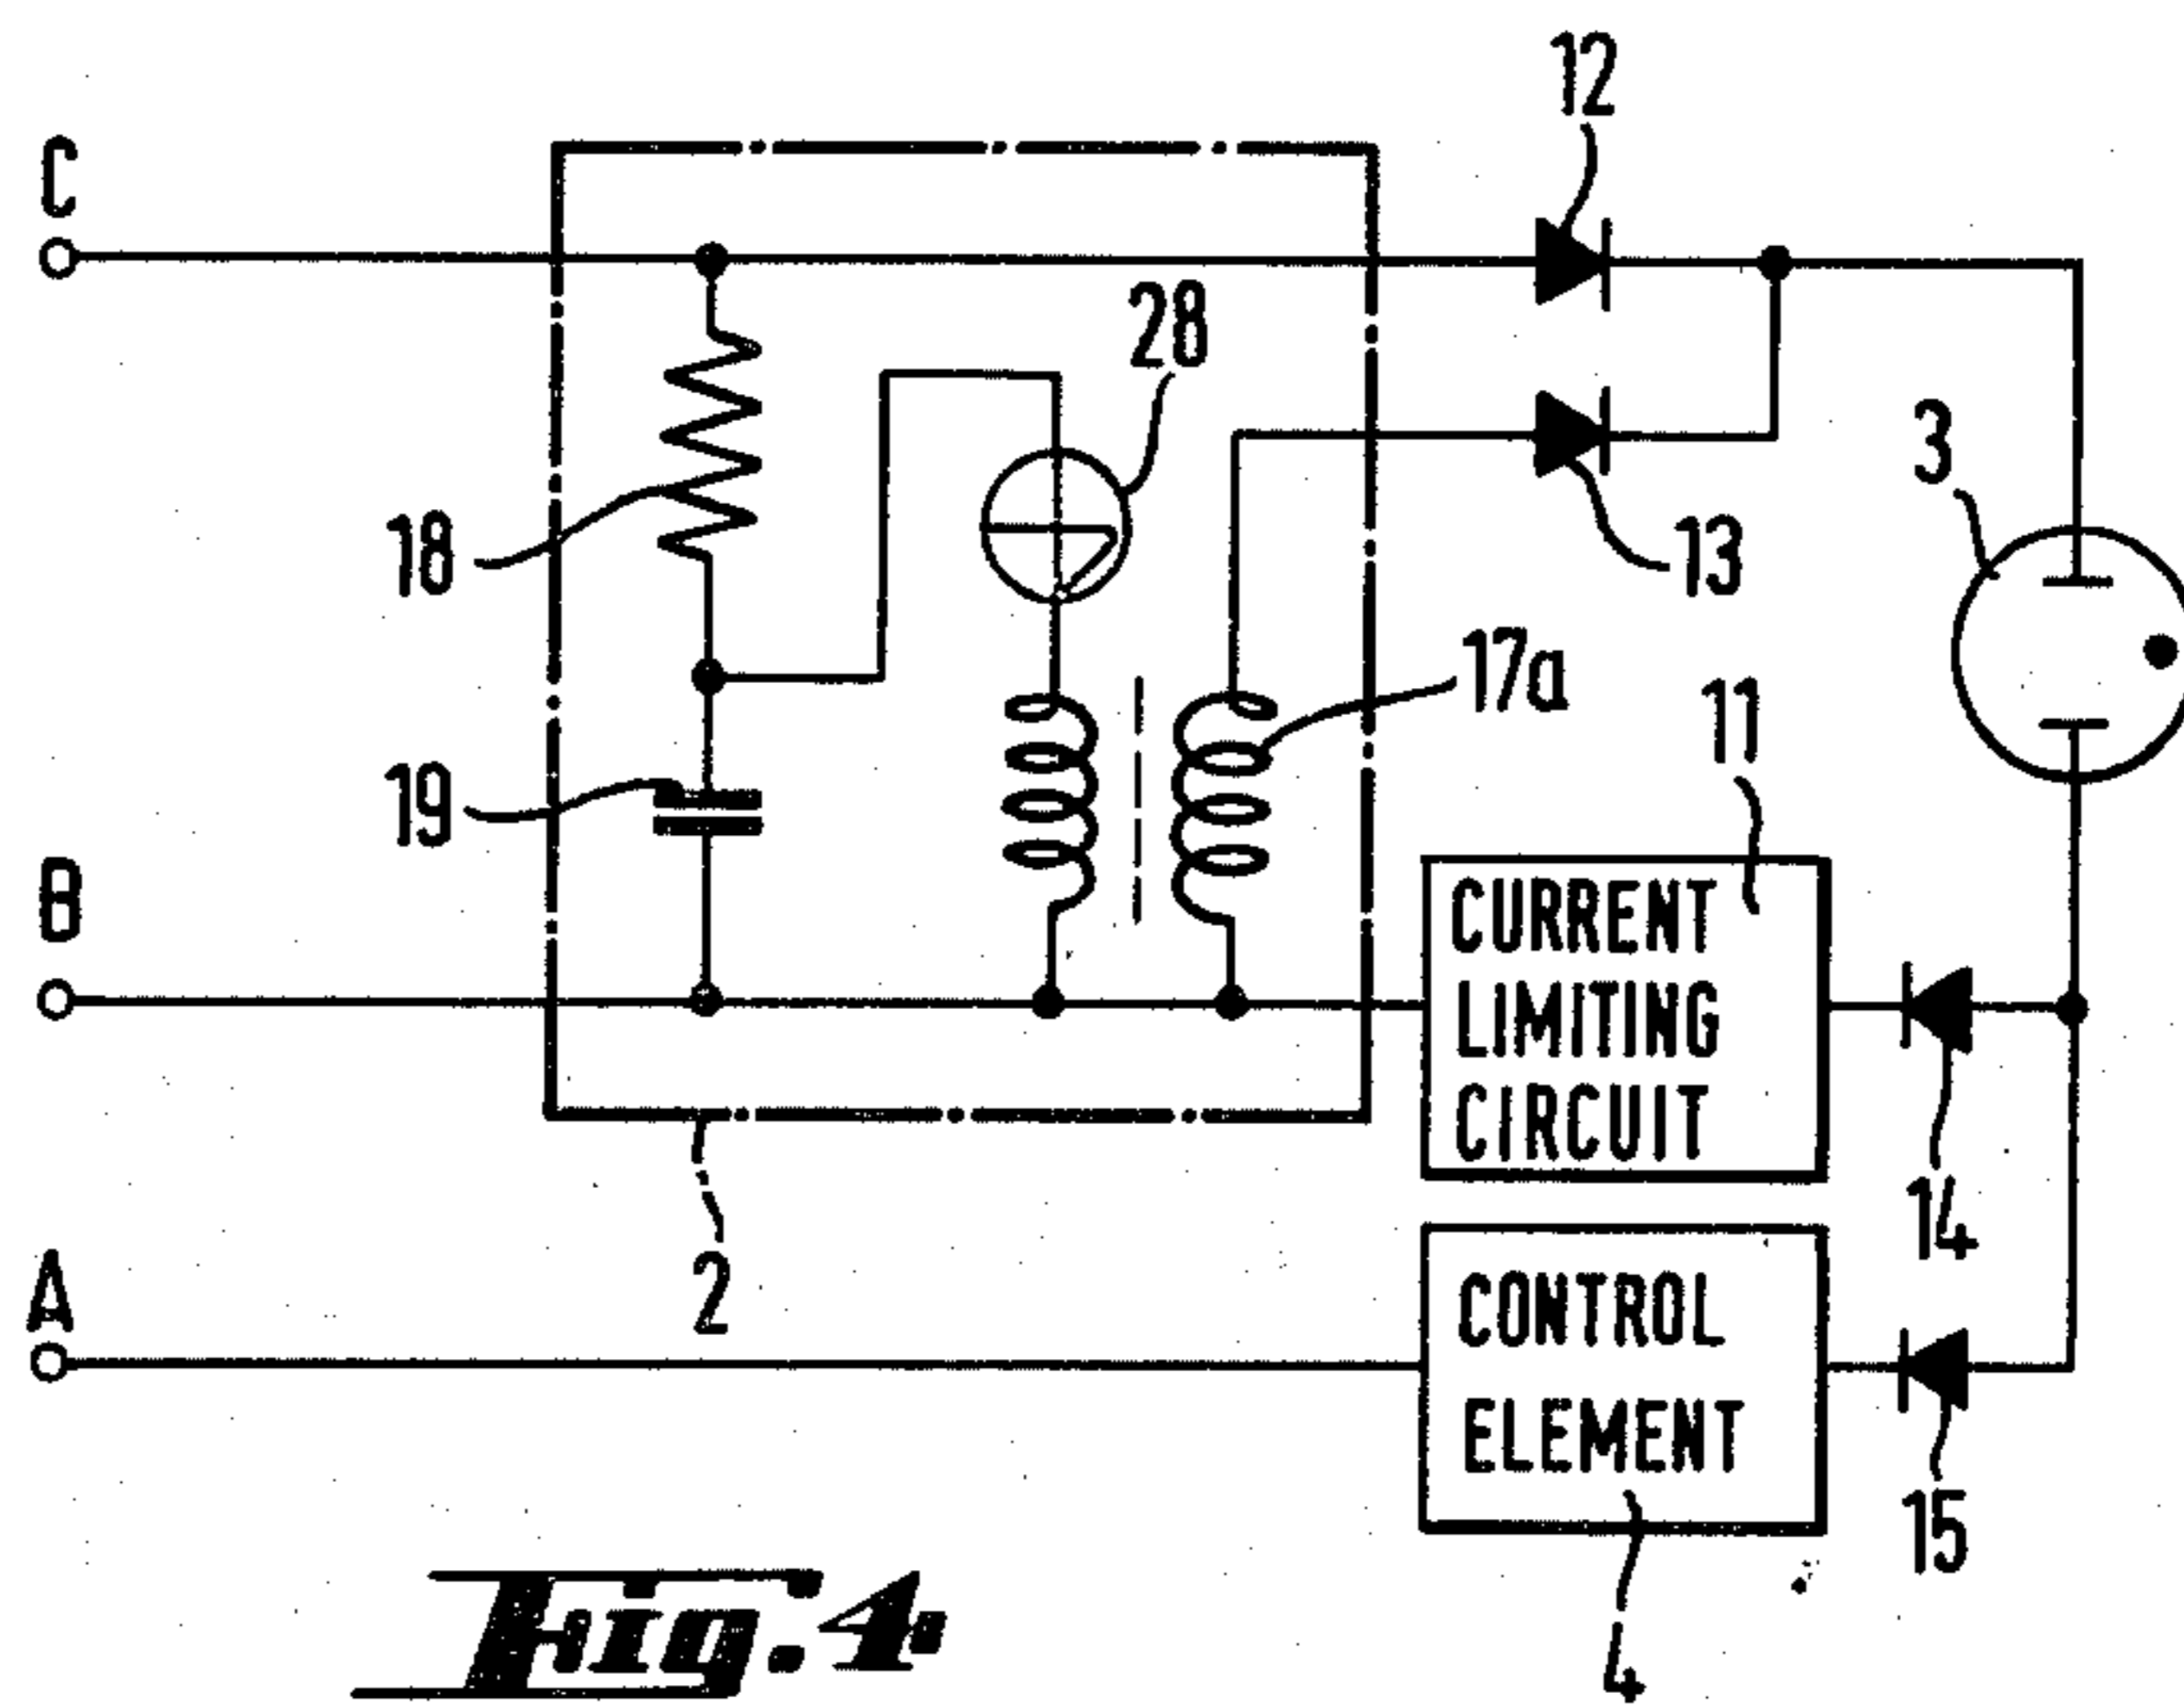 12
C
28
3
18
13
17a
11
19
B
CURRENT
LIMITING
CIRCUIT
14
2
A
CONTROL
ELEMENT
15
4
Fig. 4.